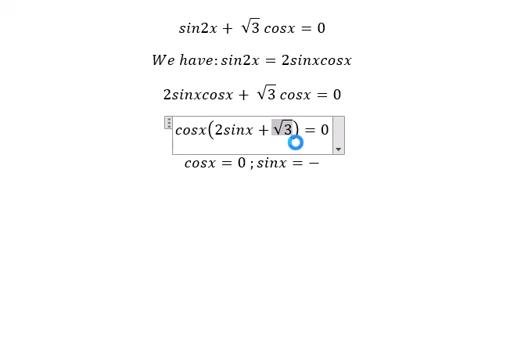 sin2x + √3 cosx = 0
We have: sin2x = 2sinxcosx
2sinxcosx + √3 cosx = 0
cosx(2sinx + √3) = 0
cosx = 0 ; sinx = −